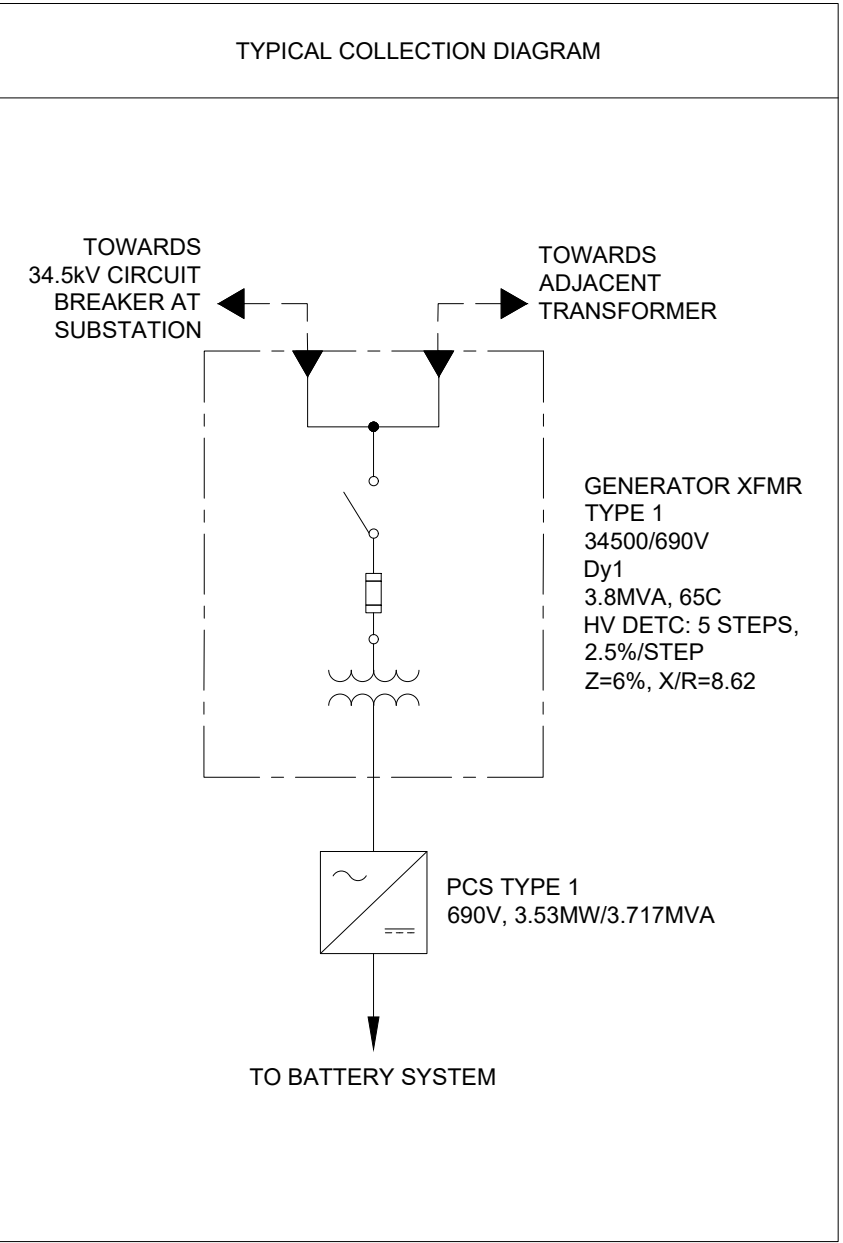 TYPICAL COLLECTION DIAGRAM
TOWARDS
34.5kV CIRCUIT
BREAKER AT
SUBSTATION
TOWARDS
ADJACENT
TRANSFORMER
GENERATOR XFMR
TYPE 1
34500/690V
Dy1
3.8MVA, 65C
HV DETC: 5 STEPS,
2.5%/STEP
Z=6%, X/R=8.62
PCS TYPE 1
690V, 3.53MW/3.717MVA
TO BATTERY SYSTEM